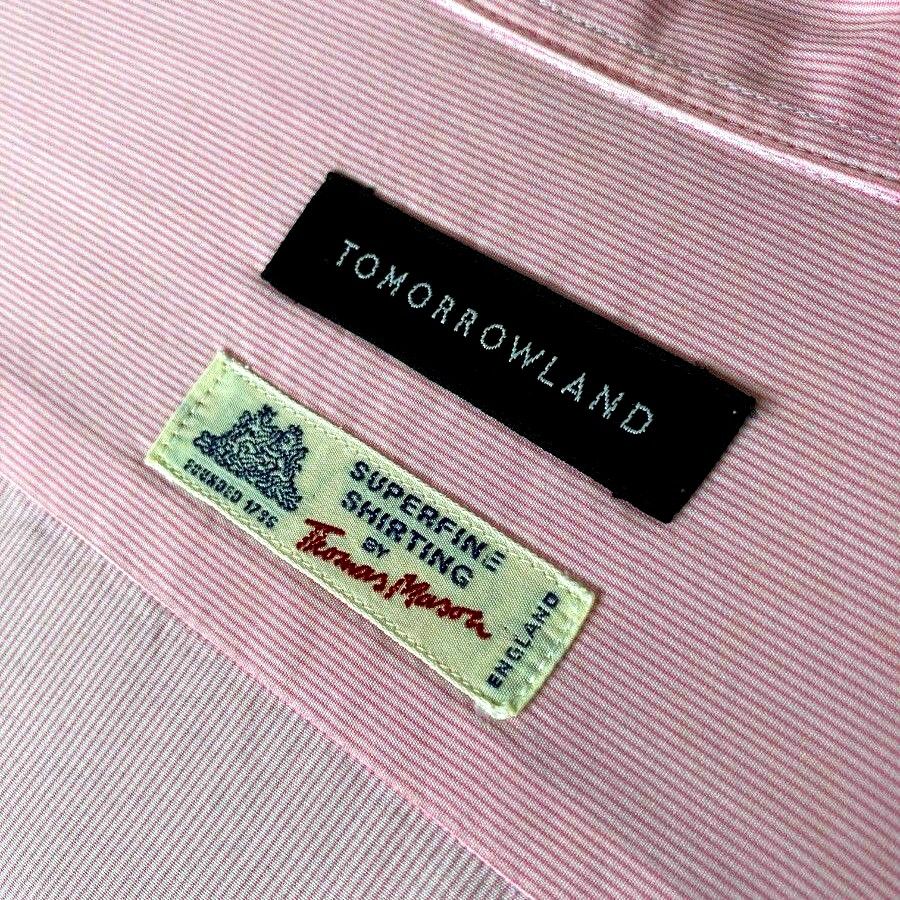 TOMORROWLAND
FOUNDED 1796
SUPERFINE
SHIRTING
BY
Thomas Mason
ENGLAND